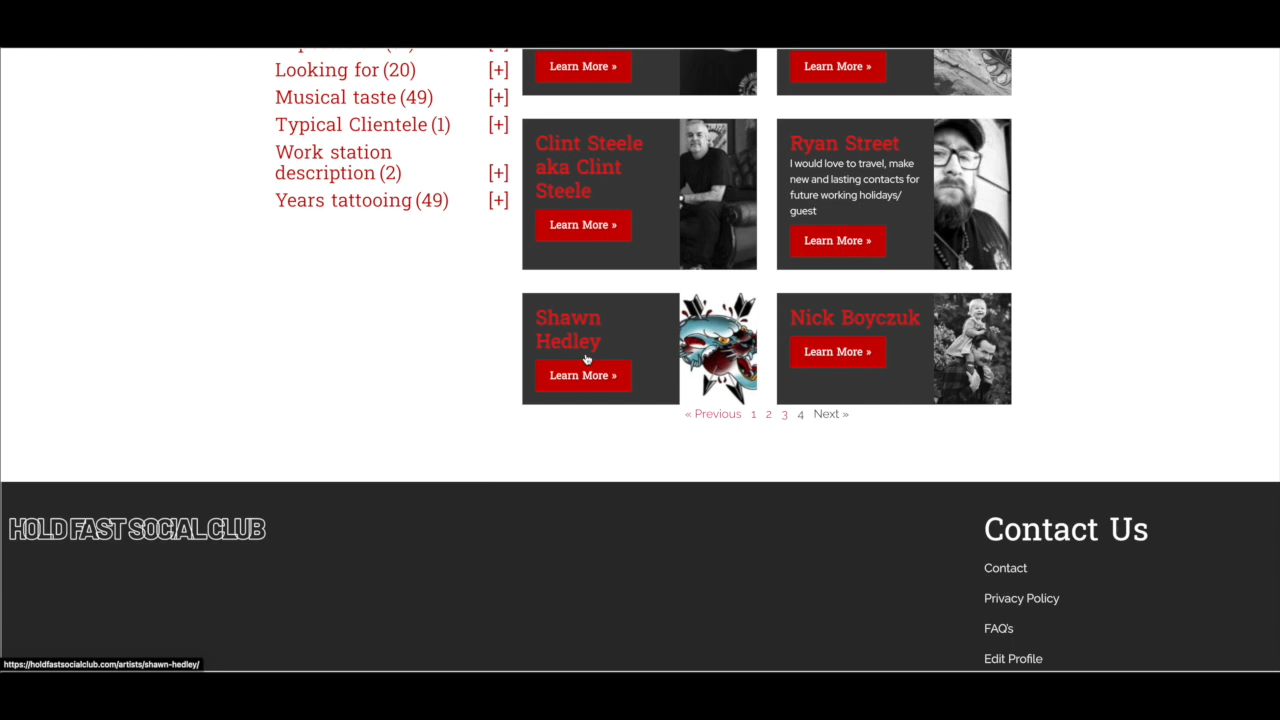 Looking for (20) [+]
Musical taste (49) [+]
Typical Clientele (1) [+]
Work station
description (2) [+]
Years tattooing (49) [+]
Learn More »
Learn More »
Clint Steele
aka Clint
Steele
Learn More »
Ryan Street
I would love to travel, make
new and lasting contacts for
future working holidays/
guest
Learn More »
Shawn
Hedley
Learn More »
Nick Boyczuk
Learn More »
« Previous 1 2 3 4 Next »
HOLD FAST SOCIAL CLUB
Contact Us
Contact
Privacy Policy
FAQ's
Edit Profile
https://holdfastsocialclub.com/artists/shawn-hedley/